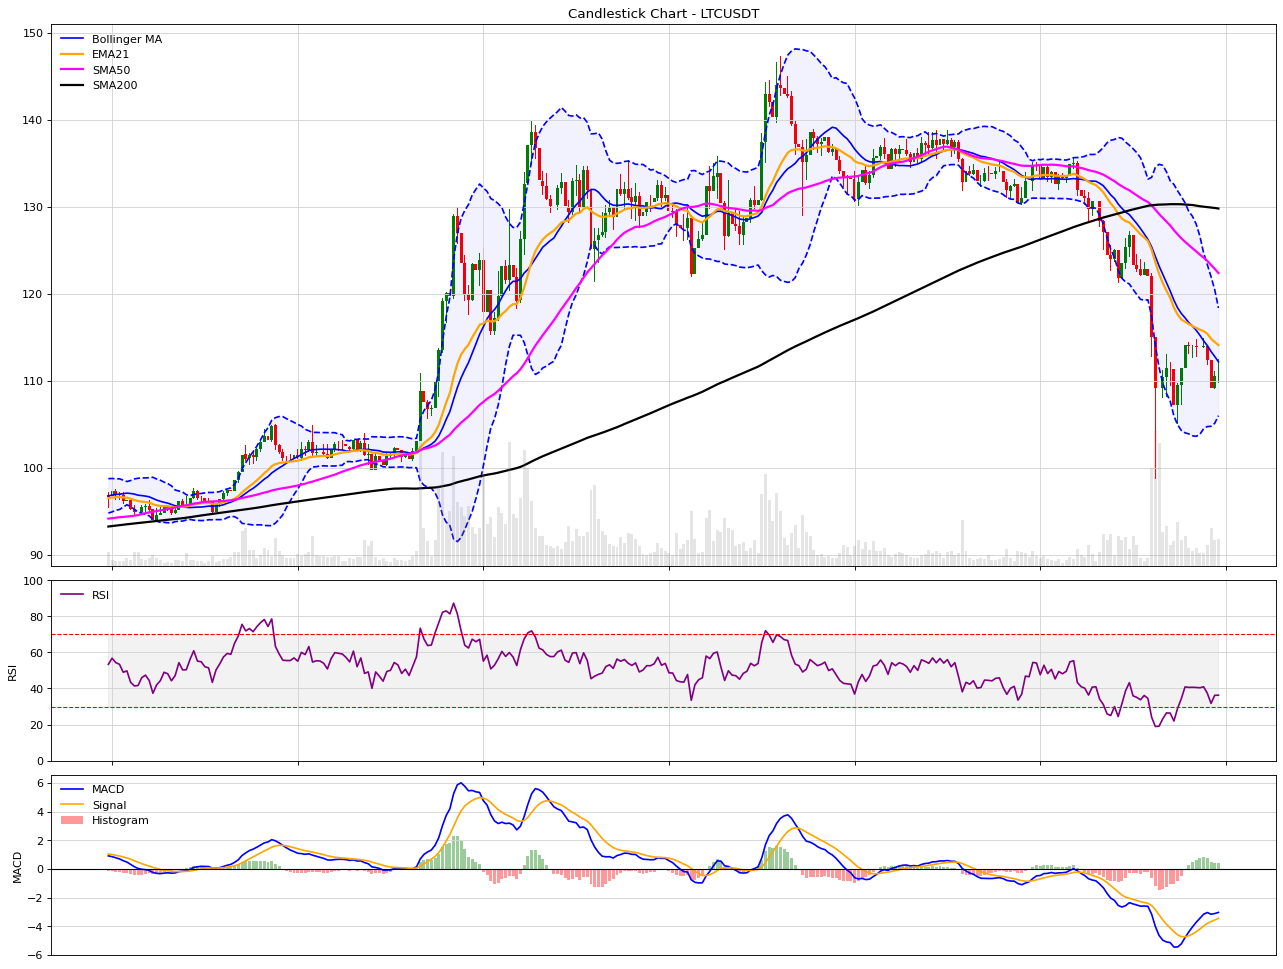 Candlestick Chart - LTCUSDT
150
140
130
120
110
100
90
Bollinger MA
EMA21
SMA50
SMA200
100
80
60
40
20
0
RSI
RSI
6
4
2
0
−2
−4
−6
MACD
MACD
Signal
Histogram